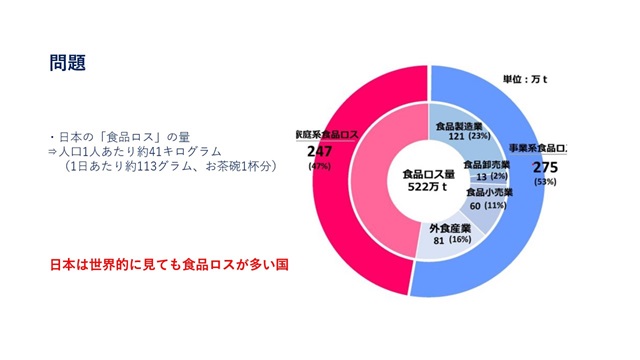 問題
・日本の「食品ロス」の量
⇒人口1人あたり約41キログラム
（1日あたり約113グラム、お茶碗1杯分）
日本は世界的に見ても食品ロスが多い国
単位：万t
家庭系食品ロス
247
(47%)
食品製造業
121 (23%)
事業系食品ロ
275
(53%)
食品卸売業
13 (2%)
食品小売業
60 (11%)
外食産業
81 (16%)
食品ロス量
522万t